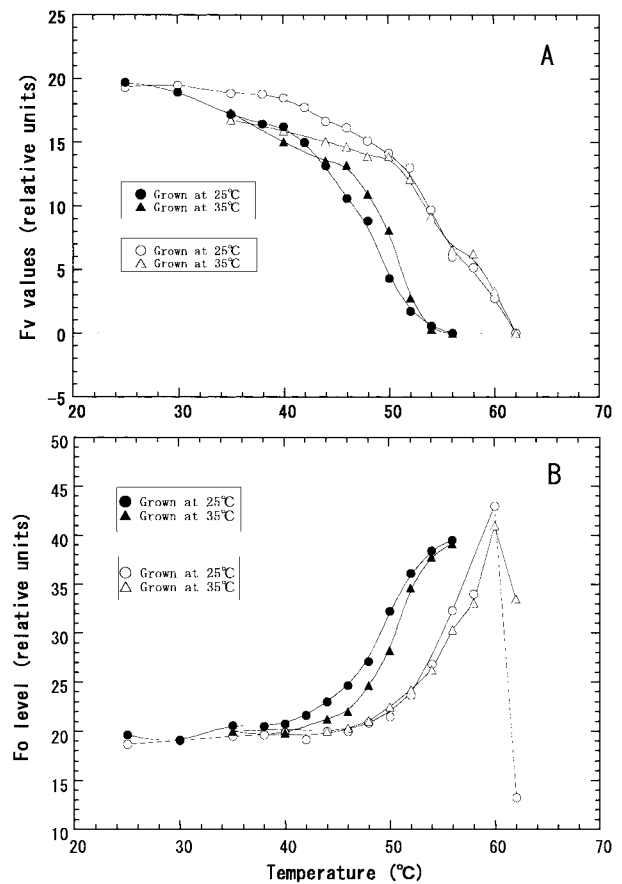 A
25
20
15
10
5
0
-5
Fv values (relative units)
● Grown at 25℃
▲ Grown at 35℃
○ Grown at 25℃
△ Grown at 35℃
20 30 40 50 60 70
B
50
45
40
35
30
25
20
15
10
Fo level (relative units)
● Grown at 25℃
▲ Grown at 35℃
○ Grown at 25℃
△ Grown at 35℃
20 30 40 50 60 70
Temperature (℃)